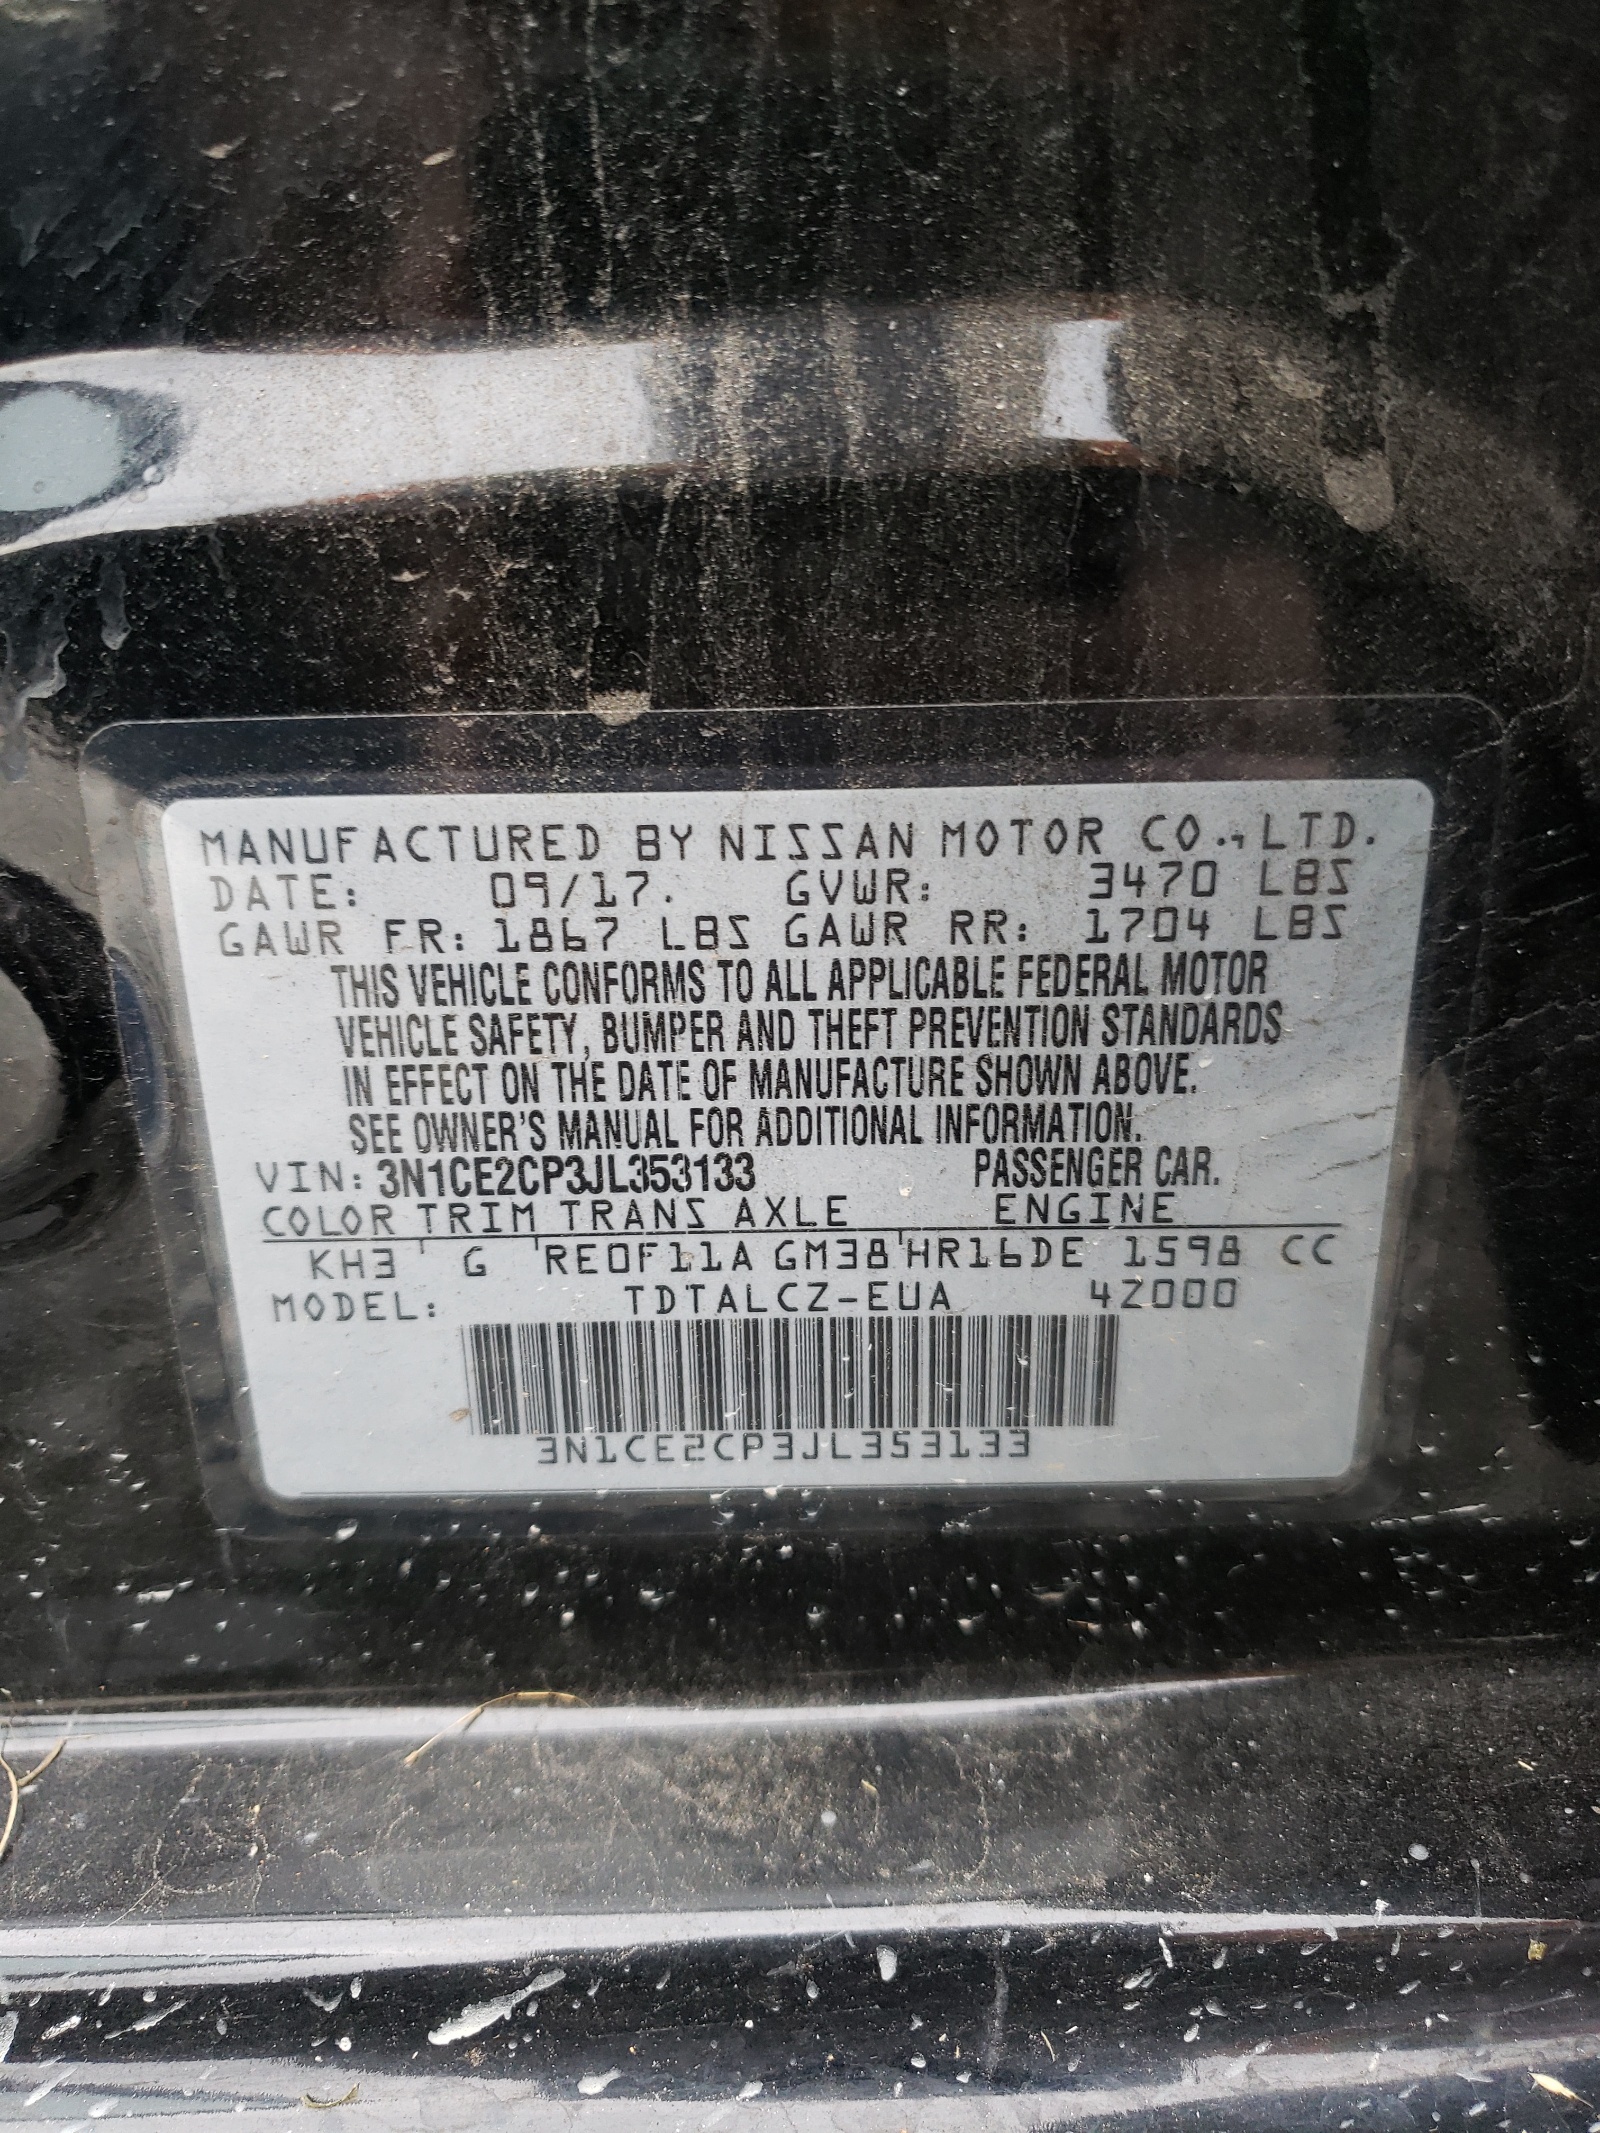 MANUFACTURED BY NISSAN MOTOR CO., LTD.
DATE: 09/17. GVWR: 3470 LBS
GAWR FR: 1867 LBS GAWR RR: 1704 LBS
THIS VEHICLE CONFORMS TO ALL APPLICABLE FEDERAL MOTOR
VEHICLE SAFETY, BUMPER AND THEFT PREVENTION STANDARDS
IN EFFECT ON THE DATE OF MANUFACTURE SHOWN ABOVE.
SEE OWNER'S MANUAL FOR ADDITIONAL INFORMATION.
VIN: 3N1CE2CP3JL353133 PASSENGER CAR.
COLOR TRIM TRANS AXLE ENGINE
KH3 G RE0F11A GM38 HR16DE 1598 CC
MODEL: TDTALCZ-EUA 4Z000
3N1CE2CP3JL353133